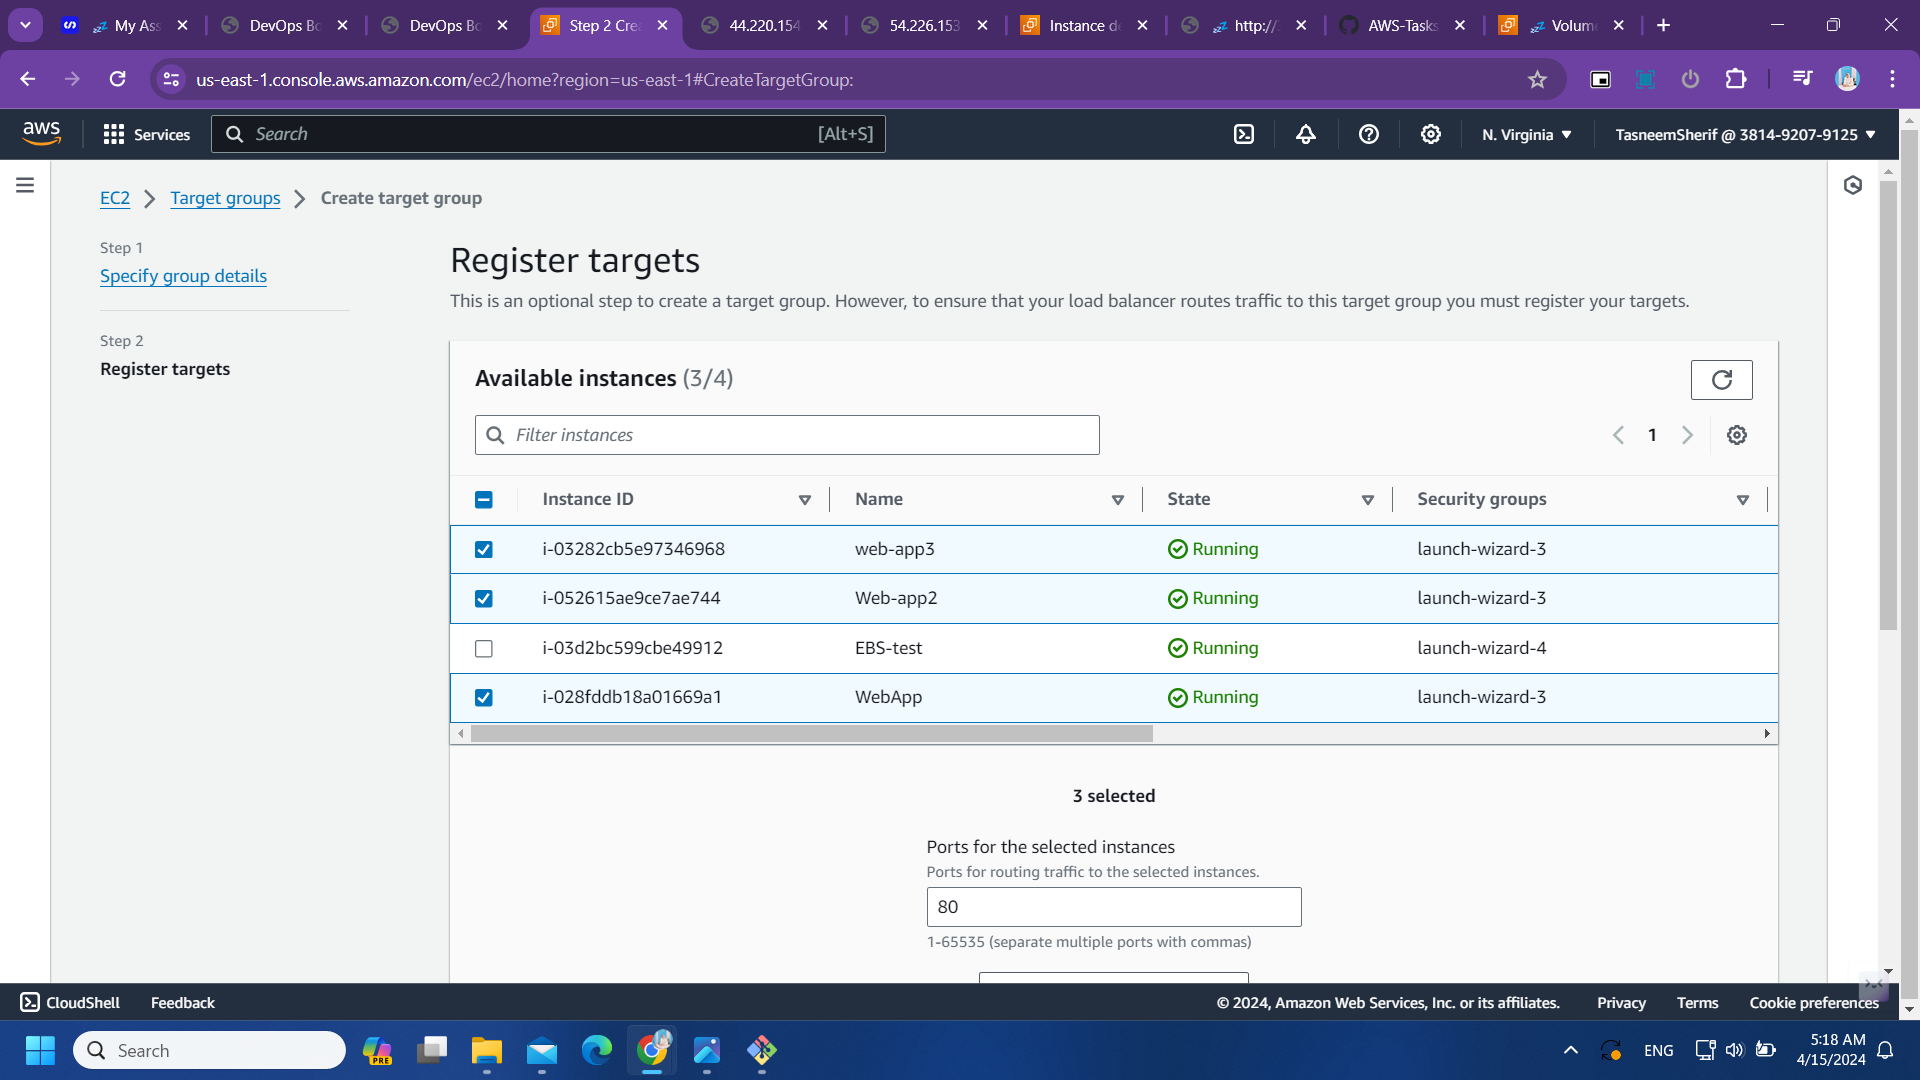 My Ass
DevOps Bo
DevOps Bo
Step 2 Crea
44.220.154
54.226.153
Instance de
http://
AWS-Tasks
Volum
us-east-1.console.aws.amazon.com/ec2/home?region=us-east-1#CreateTargetGroup:
aws
Services
Search
[Alt+S]
N. Virginia
TasneemSherif @ 3814-9207-9125
EC2
Target groups
Create target group
Step 1
Specify group details
Step 2
Register targets
Register targets
This is an optional step to create a target group. However, to ensure that your load balancer routes traffic to this target group you must register your targets.
Available instances (3/4)
Filter instances
1
Instance ID Name State Security groups
i-03282cb5e97346968 web-app3 Running launch-wizard-3
i-052615ae9ce7ae744 Web-app2 Running launch-wizard-3
i-03d2bc599cbe49912 EBS-test Running launch-wizard-4
i-028fddb18a01669a1 WebApp Running launch-wizard-3
3 selected
Ports for the selected instances
Ports for routing traffic to the selected instances.
80
1-65535 (separate multiple ports with commas)
CloudShell
Feedback
© 2024, Amazon Web Services, Inc. or its affiliates.
Privacy
Terms
Cookie preferences
Search
PRE
ENG
5:18 AM
4/15/2024